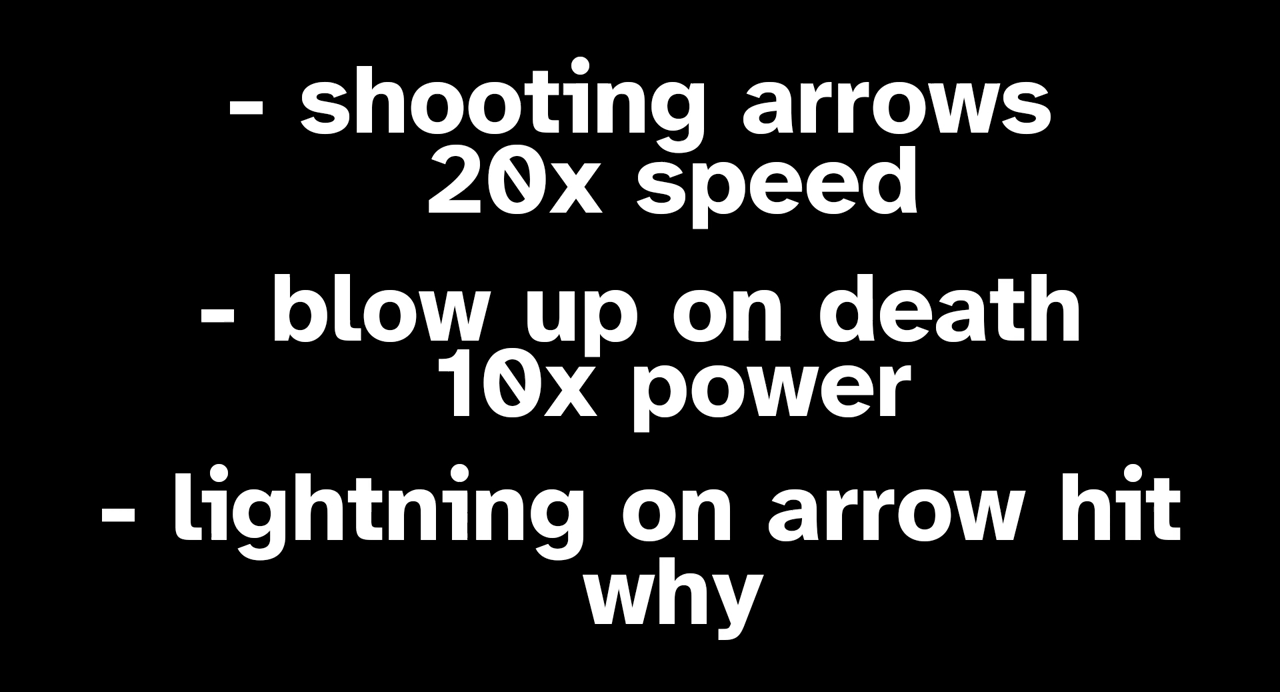 - shooting arrows
20x speed
- blow up on death
10x power
- lightning on arrow hit
why